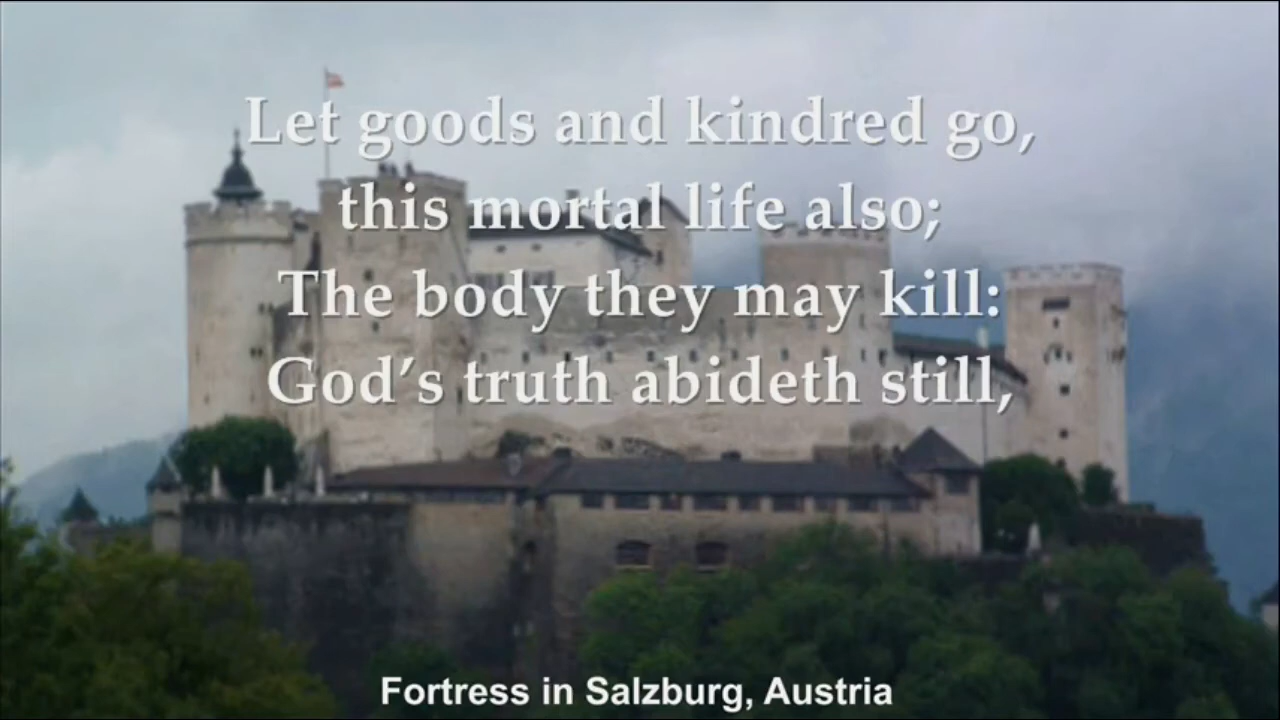 Let goods and kindred go,
this mortal life also;
The body they may kill:
God's truth abideth still,
Fortress in Salzburg, Austria